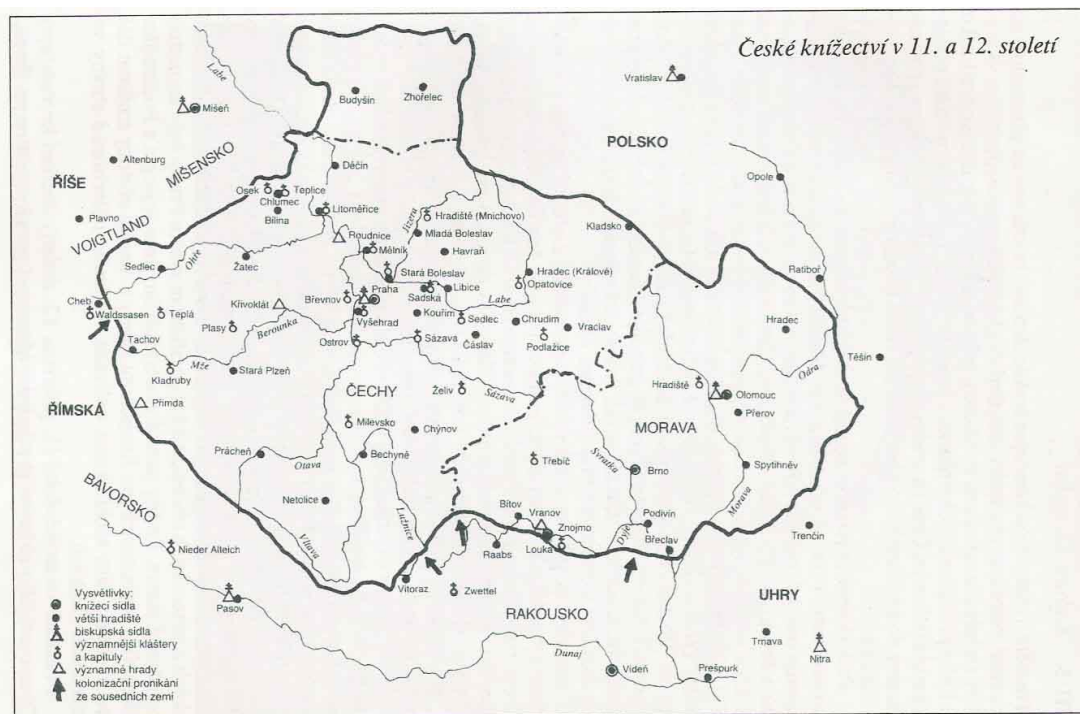 České knížectví v 11. a 12. století
Labe
Vratislav
Budyšín
Zhořelec
Míšeň
MÍŠENSKO
POLSKO
Altenburg
Děčín
Opole
ŘÍŠE
Osek
Teplice
Chlumec
Bílina
Litoměřice
Jizera
Hradiště (Mnichovo)
Plavno
VOIGTLAND
Roudnice
Mladá Boleslav
Kladsko
Mělník
Havraň
Sedlec
Ohře
Žatec
Stará Boleslav
Hradec (Králové)
Ratiboř
Cheb
Praha
Libice
Opatovice
Křivoklát
Břevnov
Sadská
Labe
Waldssasen
Teplá
Plasy
Berounka
Vyšehrad
Kouřim
Sedlec
Chrudim
Vraclav
Hradec
Ostrov
Sázava
Čáslav
Podlažice
Tachov
Mže
Těšín
Kladruby
Stará Plzeň
Odra
ČECHY
Želiv
Sázava
Hradiště
Olomouc
ŘÍMSKÁ
Přimda
Přerov
Milevsko
Chýnov
MORAVA
Prácheň
Otava
Bechyně
Třebíč
Svratka
Brno
Spytihněv
BAVORSKO
Netolice
Lužnice
Bítov
Vranov
Morava
Vltava
Znojmo
Podivín
Dyje
Trenčín
Nieder Alteich
Raabs
Louka
Břeclav
Vitoraz
Zwettel
Pasov
RAKOUSKO
UHRY
Trnava
Nitra
Dunaj
Vídeň
Prešpurk
Vysvětlivky:
knížecí sídla
větší hradiště
biskupská sídla
významnější kláštery
a kapituly
významné hrady
kolonizační pronikání
ze sousedních zemí